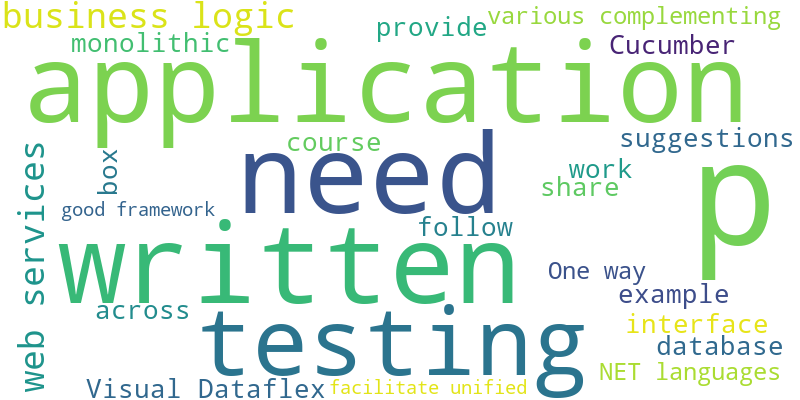 business logic
various complementing
provide
monolithic
Cucumber
application
suggestions
course
need
box
work
p
share
web services
good framework
follow
written
One way
example
across
testing
interface
database
NET languages
Visual Dataflex
facilitate unified